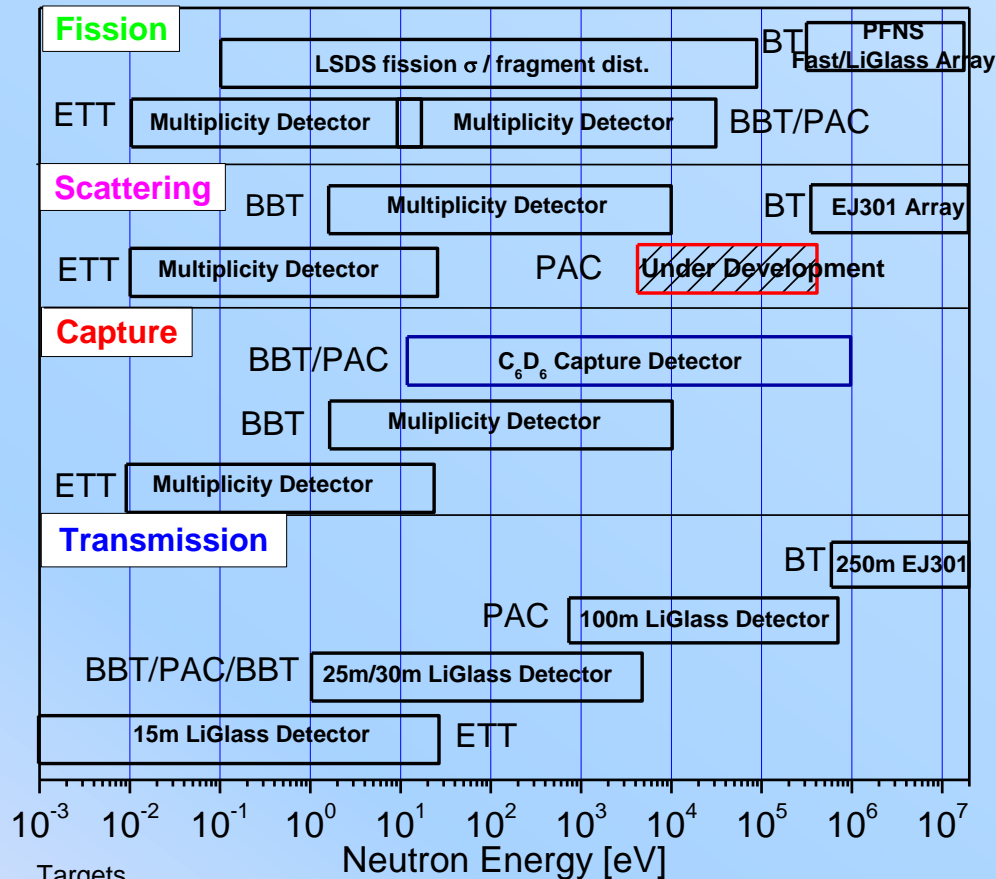 Fission
BT
PFNS
Fast/LiGlass Array
LSDS fission σ / fragment dist.
ETT
Multiplicity Detector
Multiplicity Detector
BBT/PAC
Scattering
BBT
Multiplicity Detector
BT
EJ301 Array
ETT
Multiplicity Detector
PAC
Under Development
Capture
BBT/PAC
C₆D₆ Capture Detector
BBT
Muliplicity Detector
ETT
Multiplicity Detector
Transmission
BT
250m EJ301
PAC
100m LiGlass Detector
BBT/PAC/BBT
25m/30m LiGlass Detector
15m LiGlass Detector
ETT
10⁻³ 10⁻² 10⁻¹ 10⁰ 10¹ 10² 10³ 10⁴ 10⁵ 10⁶ 10⁷
Neutron Energy [eV]
Targets